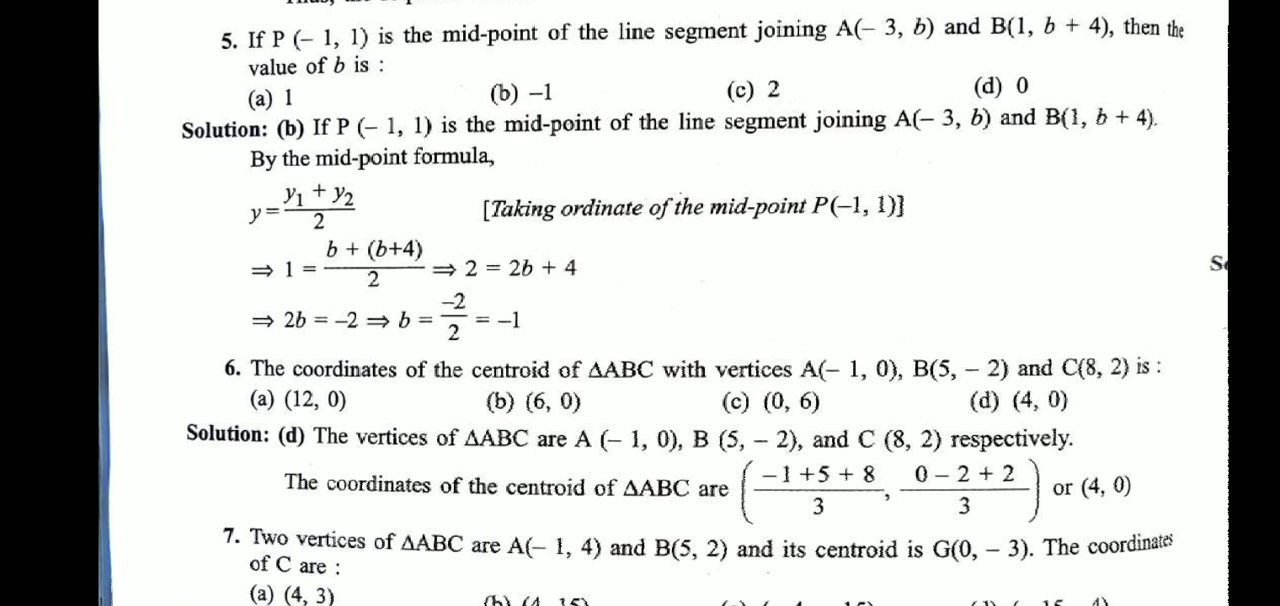 5. If P (– 1, 1) is the mid-point of the line segment joining A(– 3, b) and B(1, b + 4), then the
value of b is :
(a) 1 (b) –1 (c) 2 (d) 0
Solution: (b) If P (– 1, 1) is the mid-point of the line segment joining A(– 3, b) and B(1, b + 4).
By the mid-point formula,
y = (y₁ + y₂)/2 [Taking ordinate of the mid-point P(–1, 1)]
⇒ 1 = (b + (b+4))/2 ⇒ 2 = 2b + 4
⇒ 2b = –2 ⇒ b = –2/2 = –1
6. The coordinates of the centroid of ΔABC with vertices A(– 1, 0), B(5, – 2) and C(8, 2) is :
(a) (12, 0) (b) (6, 0) (c) (0, 6) (d) (4, 0)
Solution: (d) The vertices of ΔABC are A (– 1, 0), B (5, – 2), and C (8, 2) respectively.
The coordinates of the centroid of ΔABC are ((–1 +5 + 8)/3, (0 – 2 + 2)/3) or (4, 0)
7. Two vertices of ΔABC are A(– 1, 4) and B(5, 2) and its centroid is G(0, – 3). The coordinates
of C are :
(a) (4, 3)